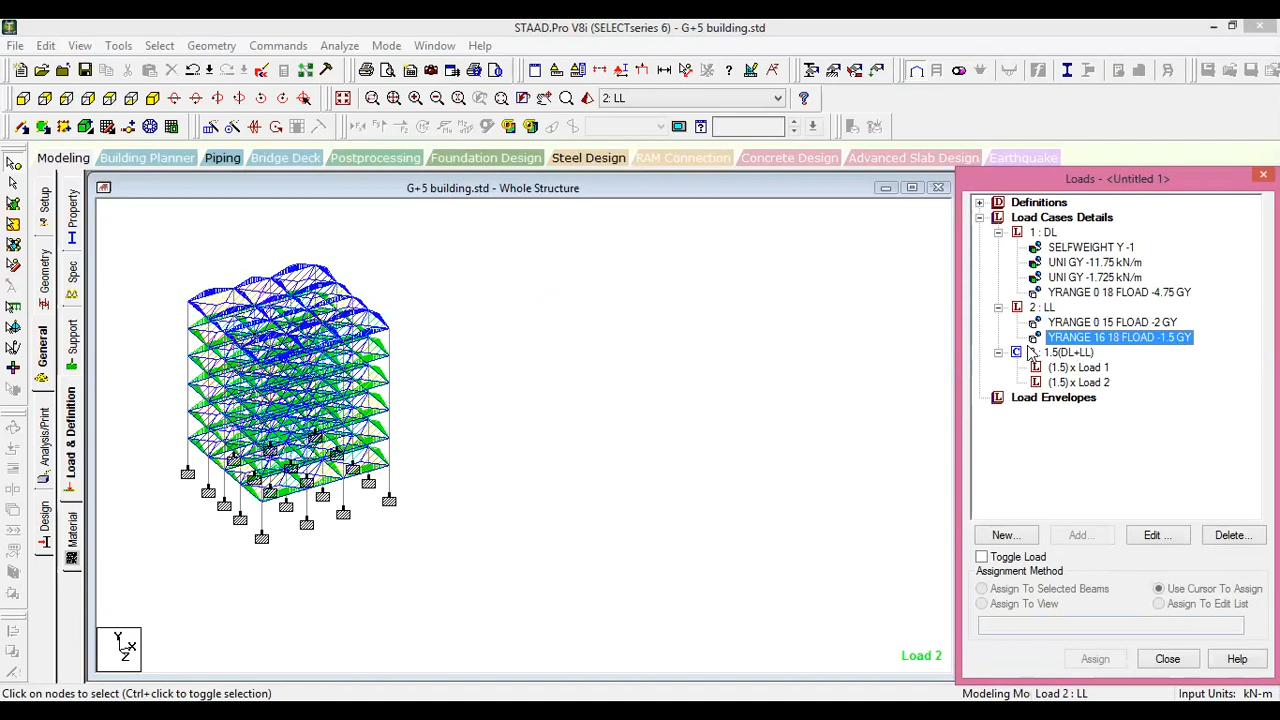 STAAD.Pro V8i (SELECTseries 6) - G+5 building.std
File Edit View Tools Select Geometry Commands Analyze Mode Window Help
2: LL
Modeling Building Planner Piping Bridge Deck Postprocessing Foundation Design Steel Design RAM Connection Concrete Design Advanced Slab Design Earthquake
G+5 building.std - Whole Structure
Setup
Geometry
General
Analysis/Print
Design
Property
Spec
Support
Load & Definition
Material
Y
X
Z
Load 2
Loads - <Untitled 1>
Definitions
Load Cases Details
1 : DL
SELFWEIGHT Y -1
UNI GY -11.75 kN/m
UNI GY -1.725 kN/m
YRANGE 0 18 FLOAD -4.75 GY
2 : LL
YRANGE 0 15 FLOAD -2 GY
YRANGE 16 18 FLOAD -1.5 GY
: 1.5(DL+LL)
(1.5) x Load 1
(1.5) x Load 2
Load Envelopes
New... Add... Edit ... Delete...
Toggle Load
Assignment Method
Assign To Selected Beams Use Cursor To Assign
Assign To View Assign To Edit List
Assign Close Help
Click on nodes to select (Ctrl+click to toggle selection) Modeling Mo Load 2 : LL Input Units: kN-m